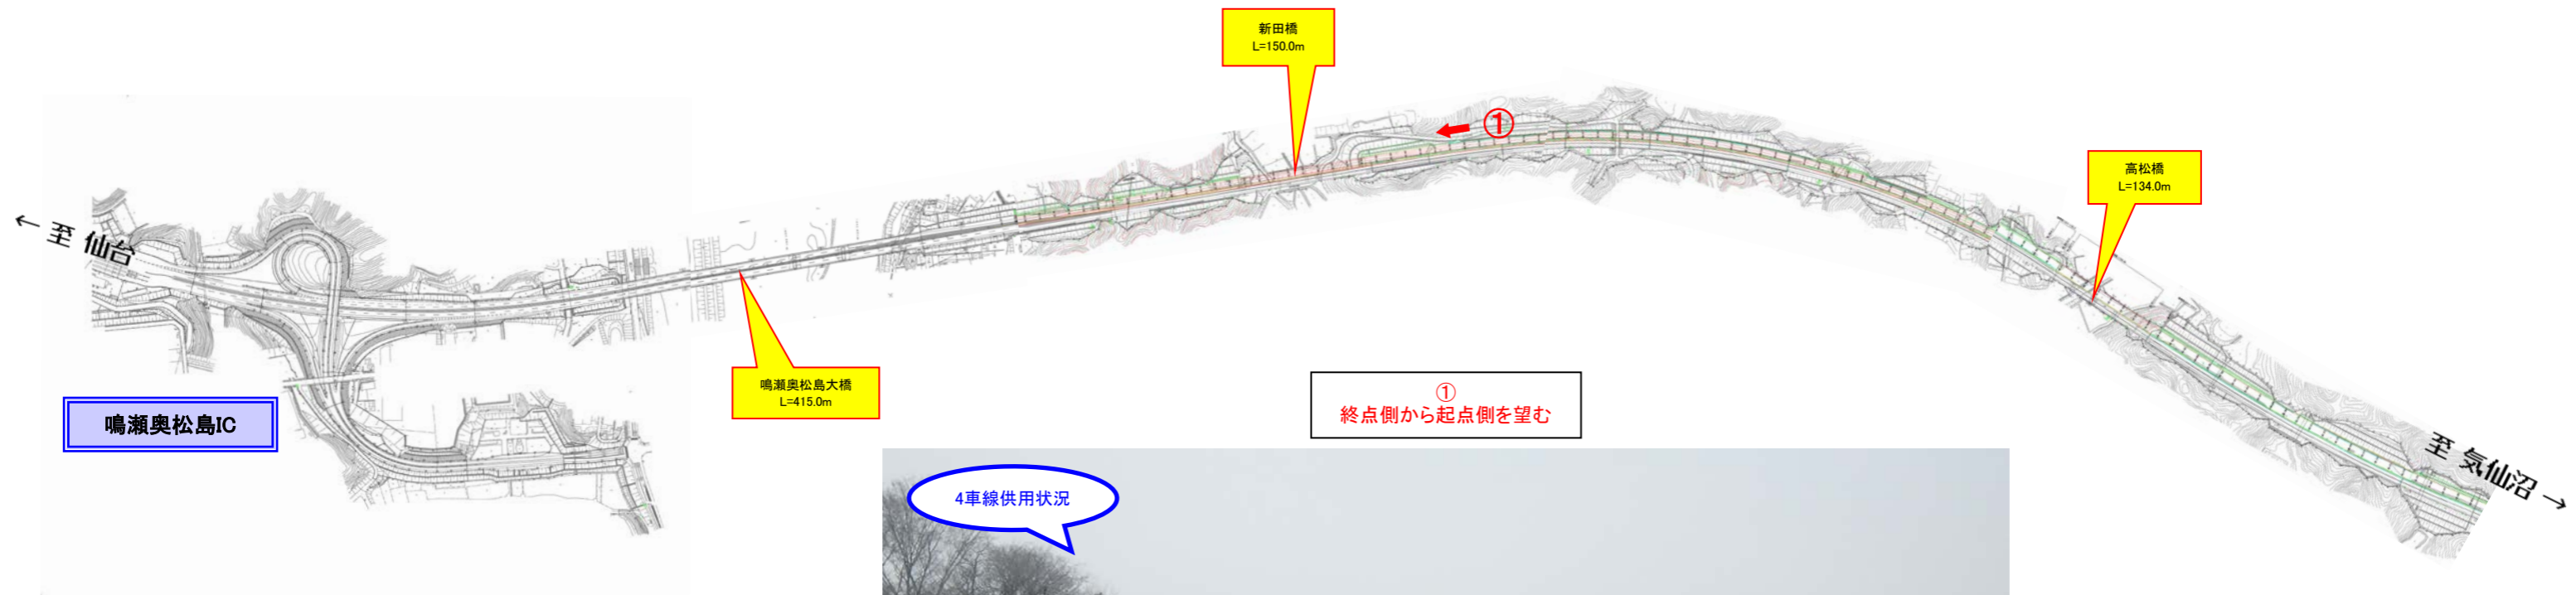 新田橋
L=150.0m
①
高松橋
L=134.0m
← 至 仙台
鳴瀬奥松島大橋
L=415.0m
鳴瀬奥松島IC
①
終点側から起点側を望む
至 気仙沼 →
4車線供用状況